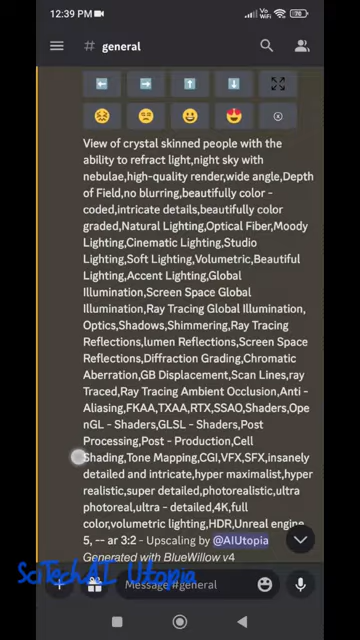 12:39 PM
Vo
WiFi
76
# general
View of crystal skinned people with the
ability to refract light,night sky with
nebulae,high-quality render,wide angle,Depth
of Field,no blurring,beautifully color -
coded,intricate details,beautifully color
graded,Natural Lighting,Optical Fiber,Moody
Lighting,Cinematic Lighting,Studio
Lighting,Soft Lighting,Volumetric,Beautiful
Lighting,Accent Lighting,Global
Illumination,Screen Space Global
Illumination,Ray Tracing Global Illumination,
Optics,Shadows,Shimmering,Ray Tracing
Reflections,lumen Reflections,Screen Space
Reflections,Diffraction Grading,Chromatic
Aberration,GB Displacement,Scan Lines,ray
Traced,Ray Tracing Ambient Occlusion,Anti -
Aliasing,FKAA,TXAA,RTX,SSAO,Shaders,Ope
nGL - Shaders,GLSL - Shaders,Post
Processing,Post - Production,Cell
Shading,Tone Mapping,CGI,VFX,SFX,insanely
detailed and intricate,hyper maximalist,hyper
realistic,super detailed,photorealistic,ultra
photoreal,ultra - detailed,4K,full
color,volumetric lighting,HDR,Unreal engine
5, -- ar 3:2 - Upscaling by @AIUtopia
Generated with BlueWillow v4
SciTechAI Utopia
Message #general